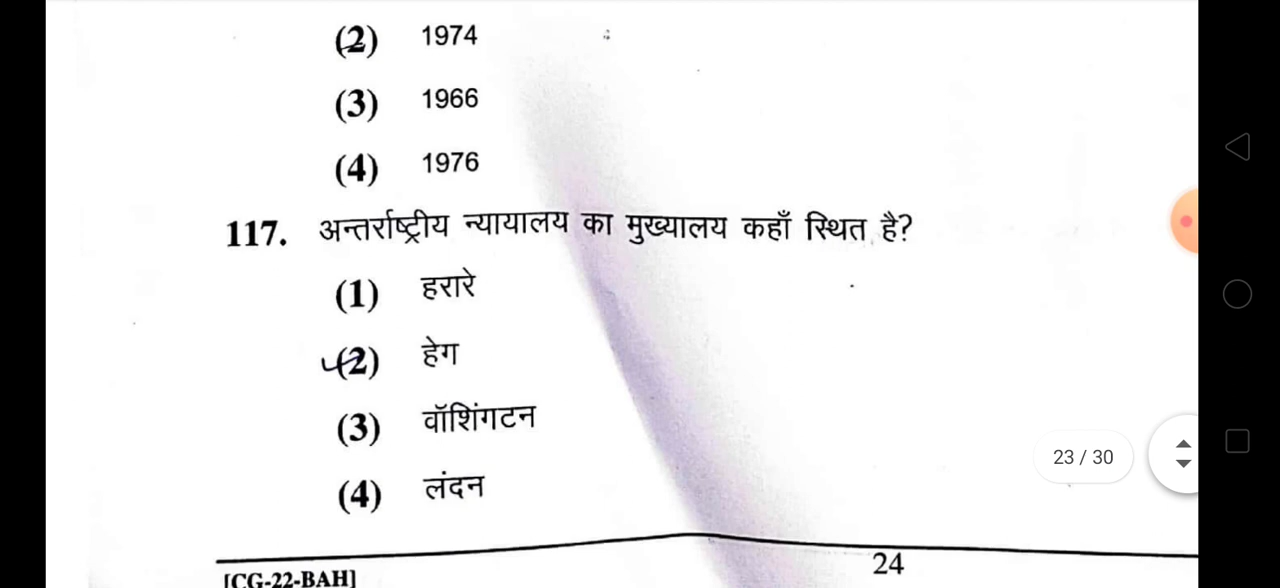 (2) 1974
(3) 1966
(4) 1976
117. अन्तर्राष्ट्रीय न्यायालय का मुख्यालय कहाँ स्थित है?
(1) हरारे
(2) हेग
(3) वॉशिंगटन
(4) लंदन
23 / 30
24
[CG-22-BAH]